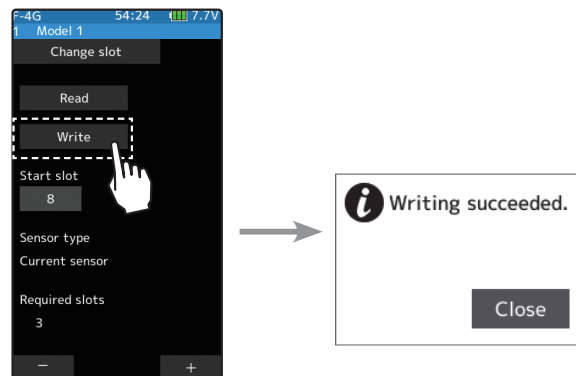 F-4G 54:24 7.7V
1 Model 1
Change slot
Read
Write
Start slot
8
Sensor type
Current sensor
Required slots
3
− +
i Writing succeeded.
Close